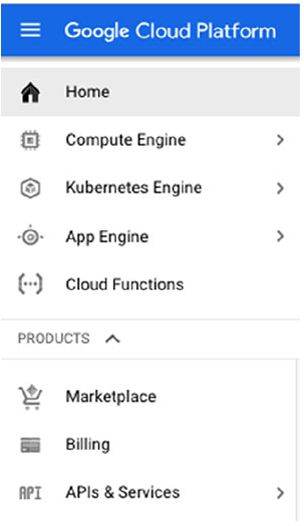 Google Cloud Platform
Home
Compute Engine
Kubernetes Engine
App Engine
Cloud Functions
PRODUCTS
Marketplace
Billing
API APIs & Services